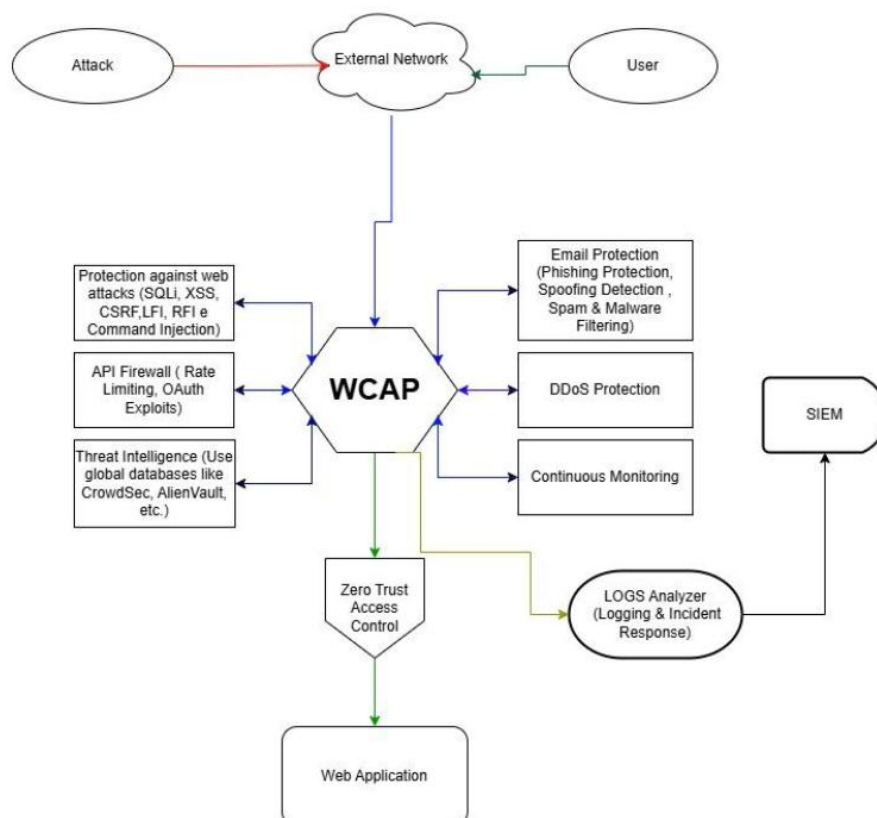 Attack
External Network
User
Protection against web
attacks (SQLi, XSS,
CSRF,LFI, RFI e
Command Injection)
Email Protection
(Phishing Protection,
Spoofing Detection ,
Spam & Malware
Filtering)
API Firewall ( Rate
Limiting, OAuth
Exploits)
WCAP
DDoS Protection
SIEM
Threat Intelligence (Use
global databases like
CrowdSec, AlienVault,
etc.)
Continuous Monitoring
Zero Trust
Access
Control
LOGS Analyzer
(Logging & Incident
Response)
Web Application